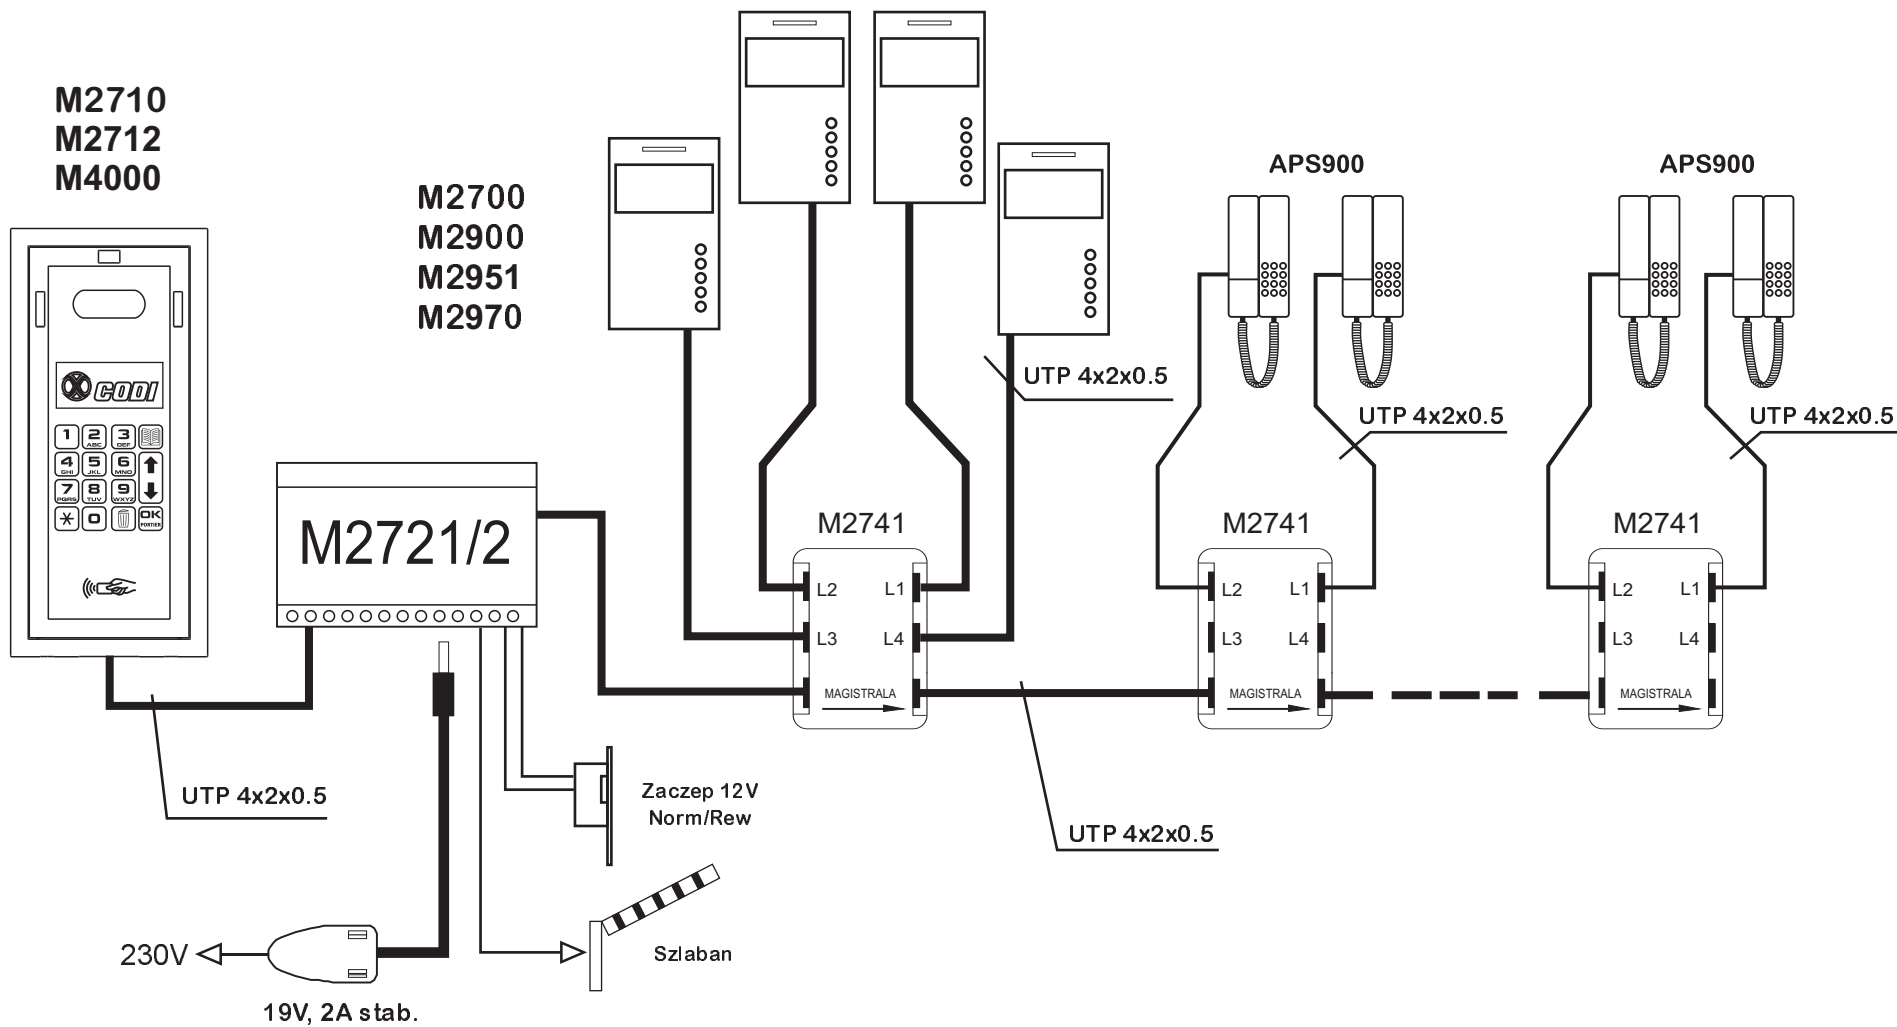 M2710
M2712
M4000
M2700
M2900
M2951
M2970
APS900
APS900
UTP 4x2x0.5
UTP 4x2x0.5
UTP 4x2x0.5
CODI
1
2
ABC
3
DEF
4
GHI
5
JKL
6
MNO
7
PQRS
8
TUV
9
WXYZ
*
0
OK
PORTIER
M2721/2
M2741
L2 L1
L3 L4
MAGISTRALA
M2741
L2 L1
L3 L4
MAGISTRALA
M2741
L2 L1
L3 L4
MAGISTRALA
UTP 4x2x0.5
Zaczep 12V
Norm/Rew
UTP 4x2x0.5
Szlaban
230V
19V, 2A stab.